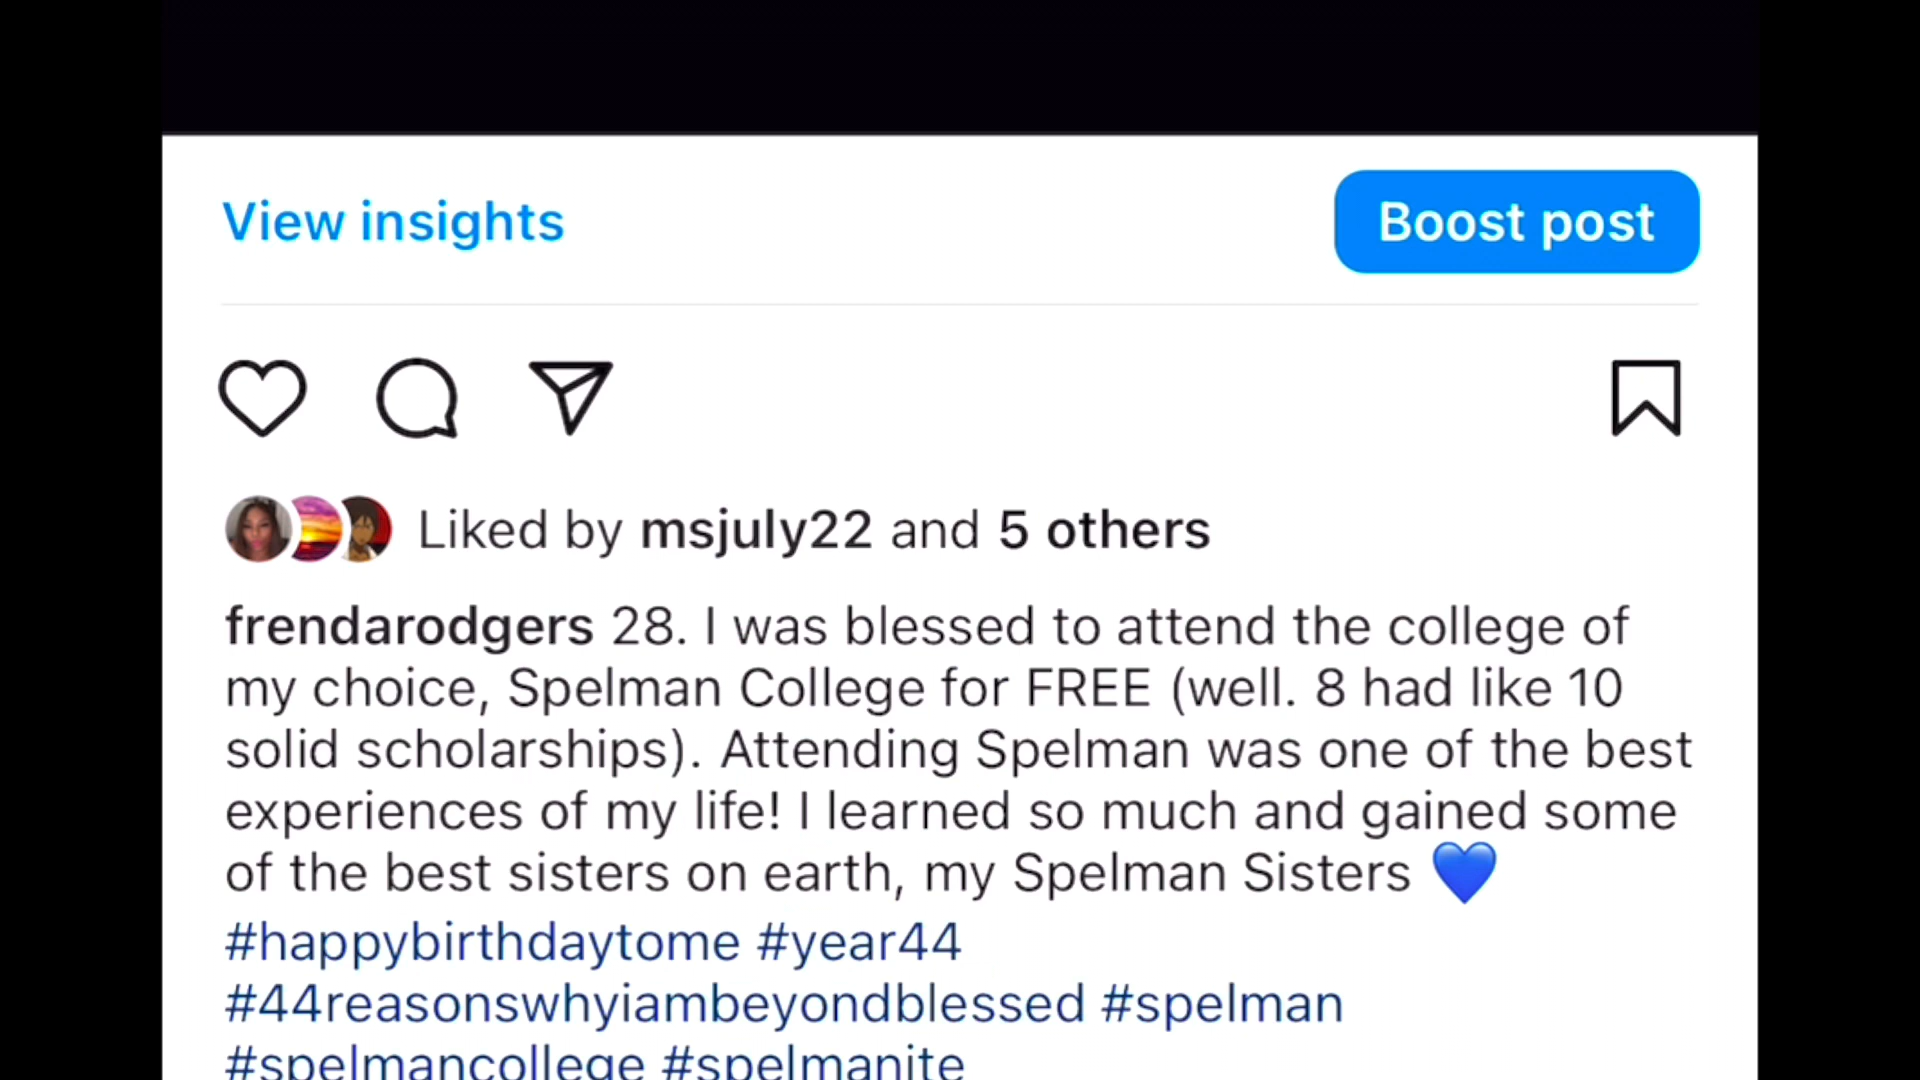 View insights
Boost post
Liked by msjuly22 and 5 others
frendarodgers 28. I was blessed to attend the college of
my choice, Spelman College for FREE (well. 8 had like 10
solid scholarships). Attending Spelman was one of the best
experiences of my life! I learned so much and gained some
of the best sisters on earth, my Spelman Sisters 💙
#happybirthdaytome #year44
#44reasonswhyiambeyondblessed #spelman
#spelmancollege #spelmanite